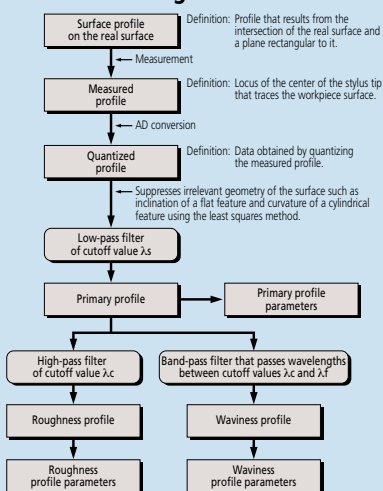 Surface profile
on the real surface
Definition: Profile that results from the
intersection of the real surface and
a plane rectangular to it.
Measurement
Measured
profile
Definition: Locus of the center of the stylus tip
that traces the workpiece surface.
AD conversion
Quantized
profile
Definition: Data obtained by quantizing
the measured profile.
Suppresses irrelevant geometry of the surface such as
inclination of a flat feature and curvature of a cylindrical
feature using the least squares method.
Low-pass filter
of cutoff value λs
Primary profile
Primary profile
parameters
High-pass filter
of cutoff value λc
Band-pass filter that passes wavelengths
between cutoff values λc and λf
Roughness profile
Waviness profile
Roughness
profile parameters
Waviness
profile parameters